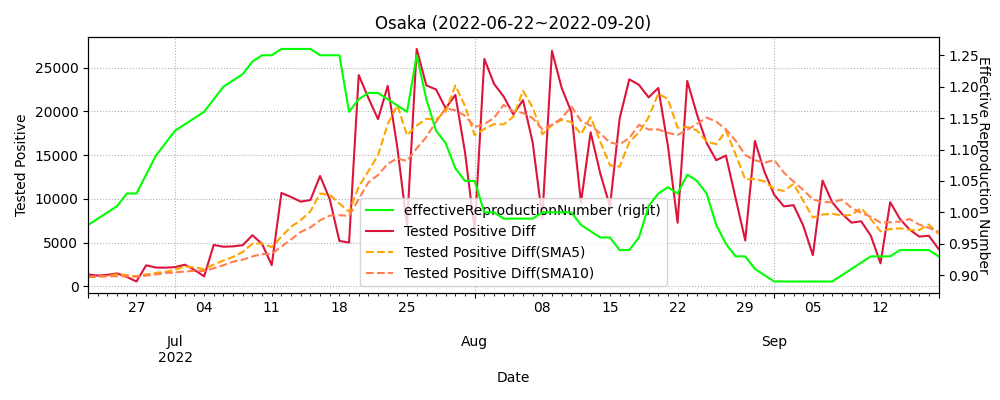 Osaka (2022-06-22~2022-09-20)
Tested Positive
25000
20000
15000
10000
5000
0
1.25
1.20
1.15
1.10
1.05
1.00
0.95
0.90
Effective Reproduction Number
effectiveReproductionNumber (right)
Tested Positive Diff
Tested Positive Diff(SMA5)
Tested Positive Diff(SMA10)
27 04 11 18 25 08 15 22 29 05 12
Jul Aug Sep
2022
Date